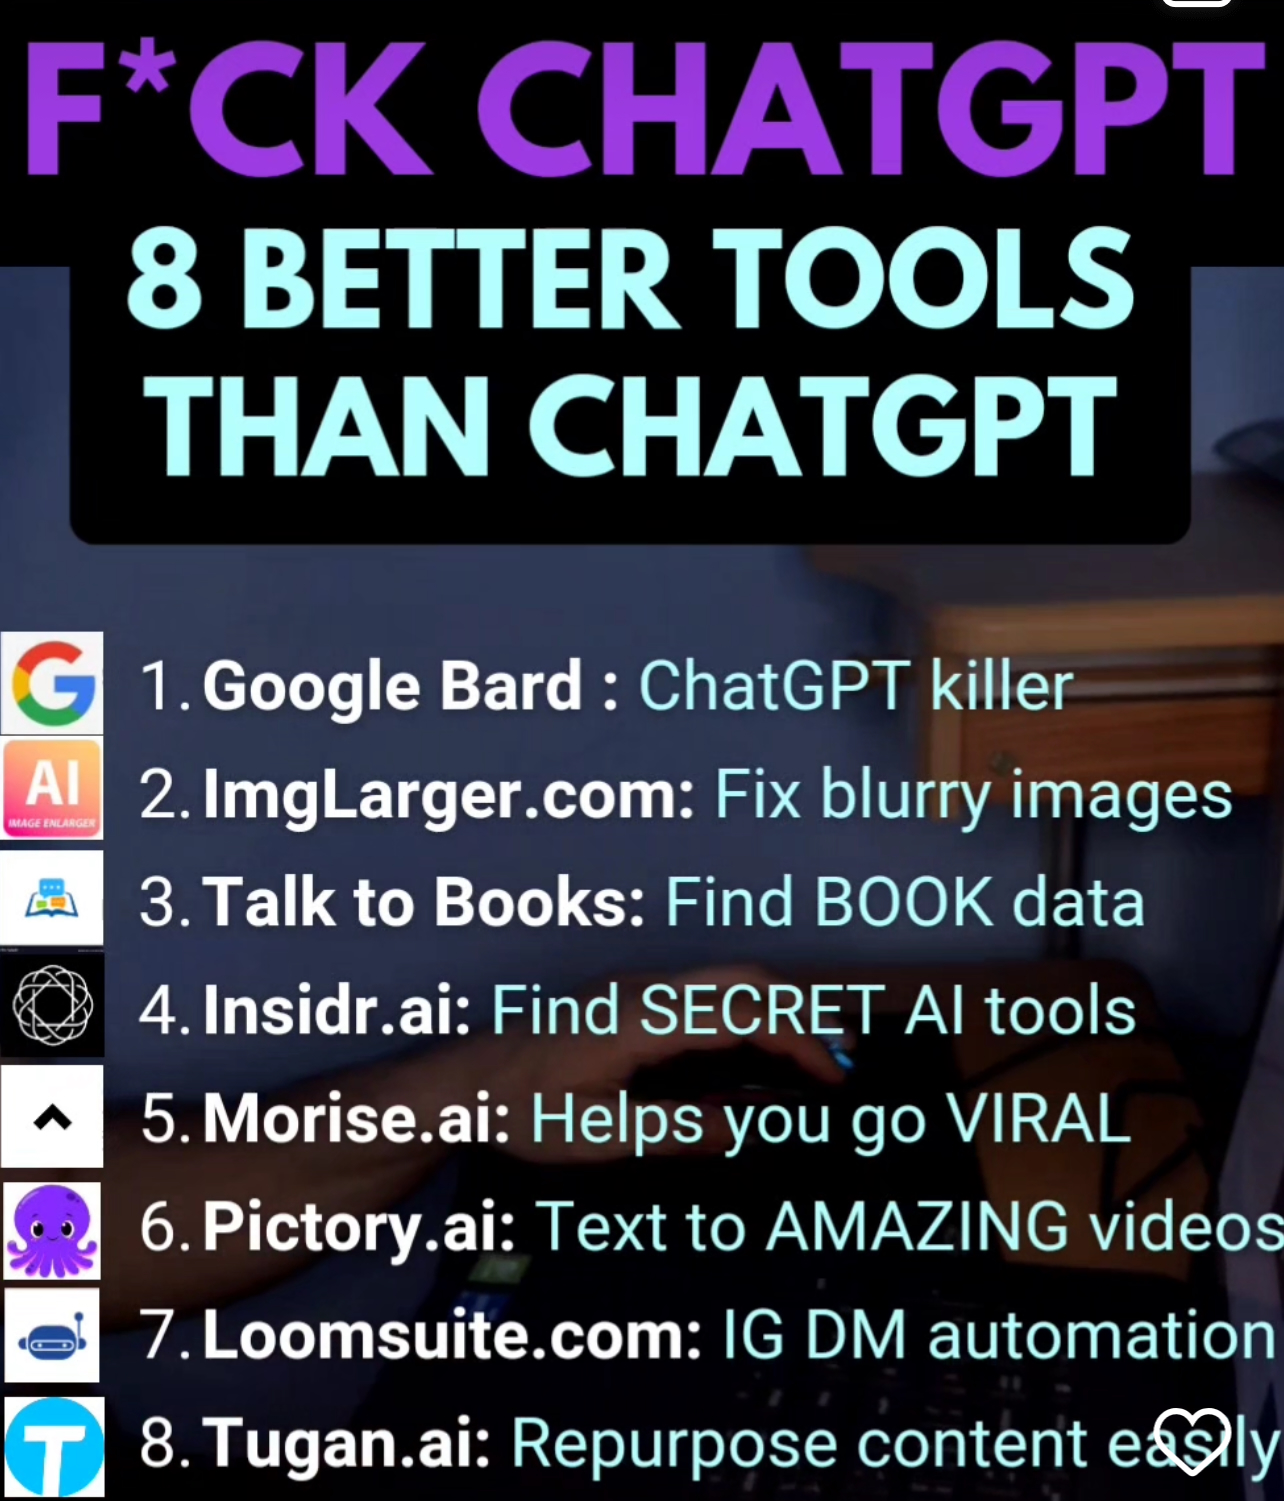 F*CK CHATGPT
8 BETTER TOOLS
THAN CHATGPT
1. Google Bard : ChatGPT killer
AI
IMAGE ENLARGER
2. ImgLarger.com: Fix blurry images
3. Talk to Books: Find BOOK data
4. Insidr.ai: Find SECRET AI tools
5. Morise.ai: Helps you go VIRAL
6. Pictory.ai: Text to AMAZING videos
7. Loomsuite.com: IG DM automation
8. Tugan.ai: Repurpose content easily